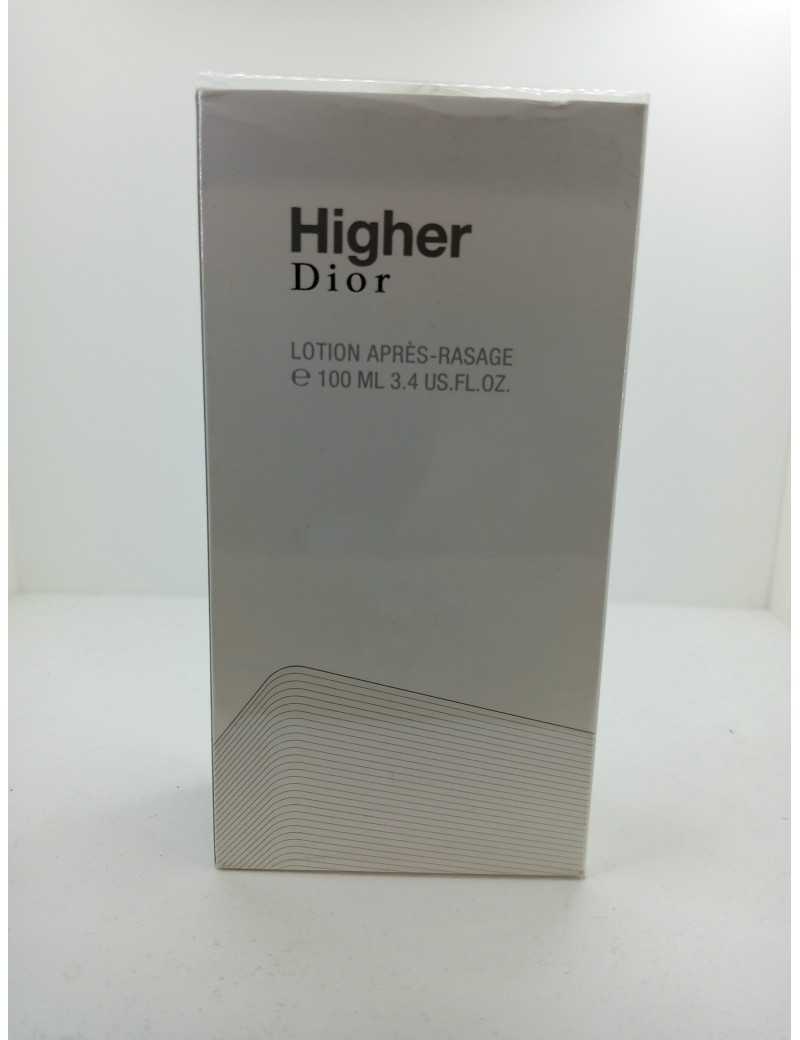 Higher
Dior
LOTION APRÈS-RASAGE
℮ 100 ML 3.4 US.FL.OZ.